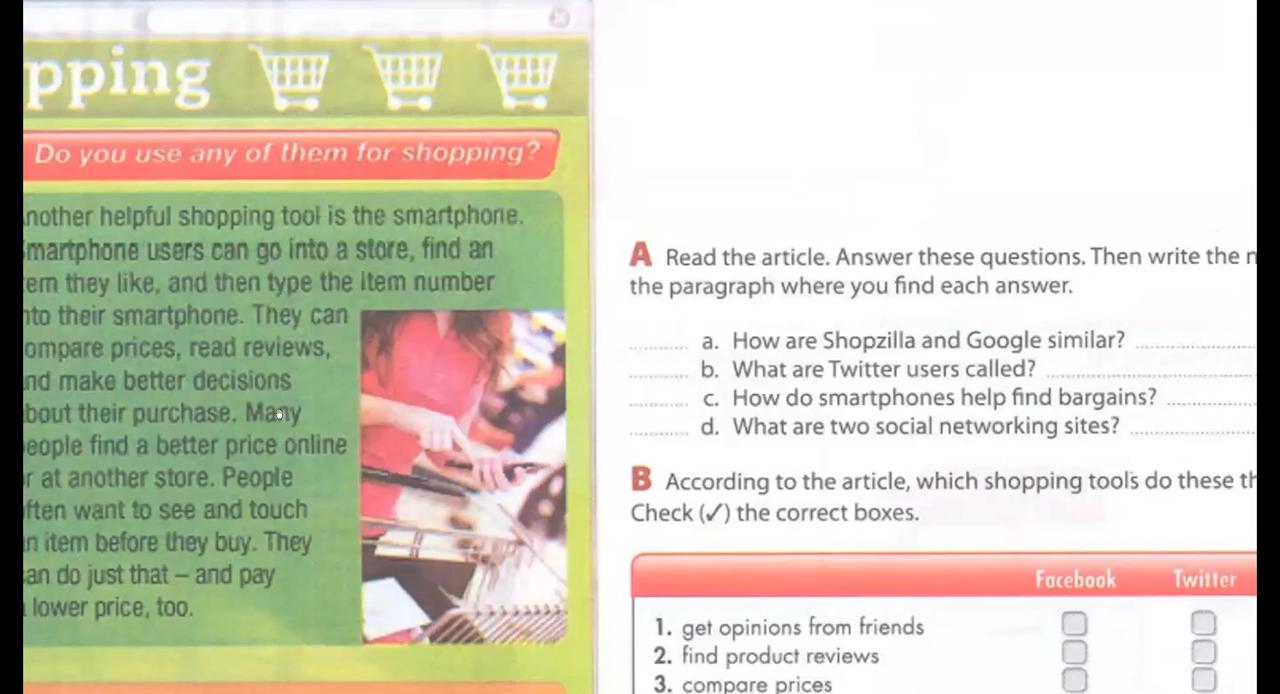 pping
Do you use any of them for shopping?
nother helpful shopping tool is the smartphone.
martphone users can go into a store, find an
em they like, and then type the item number
to their smartphone. They can
ompare prices, read reviews,
nd make better decisions
bout their purchase. Many
eople find a better price online
r at another store. People
ften want to see and touch
n item before they buy. They
an do just that – and pay
lower price, too.
A Read the article. Answer these questions. Then write the
the paragraph where you find each answer.
a. How are Shopzilla and Google similar?
b. What are Twitter users called?
c. How do smartphones help find bargains?
d. What are two social networking sites?
B According to the article, which shopping tools do these th
Check (✓) the correct boxes.
Facebook Twitter
1. get opinions from friends
2. find product reviews
3. compare prices